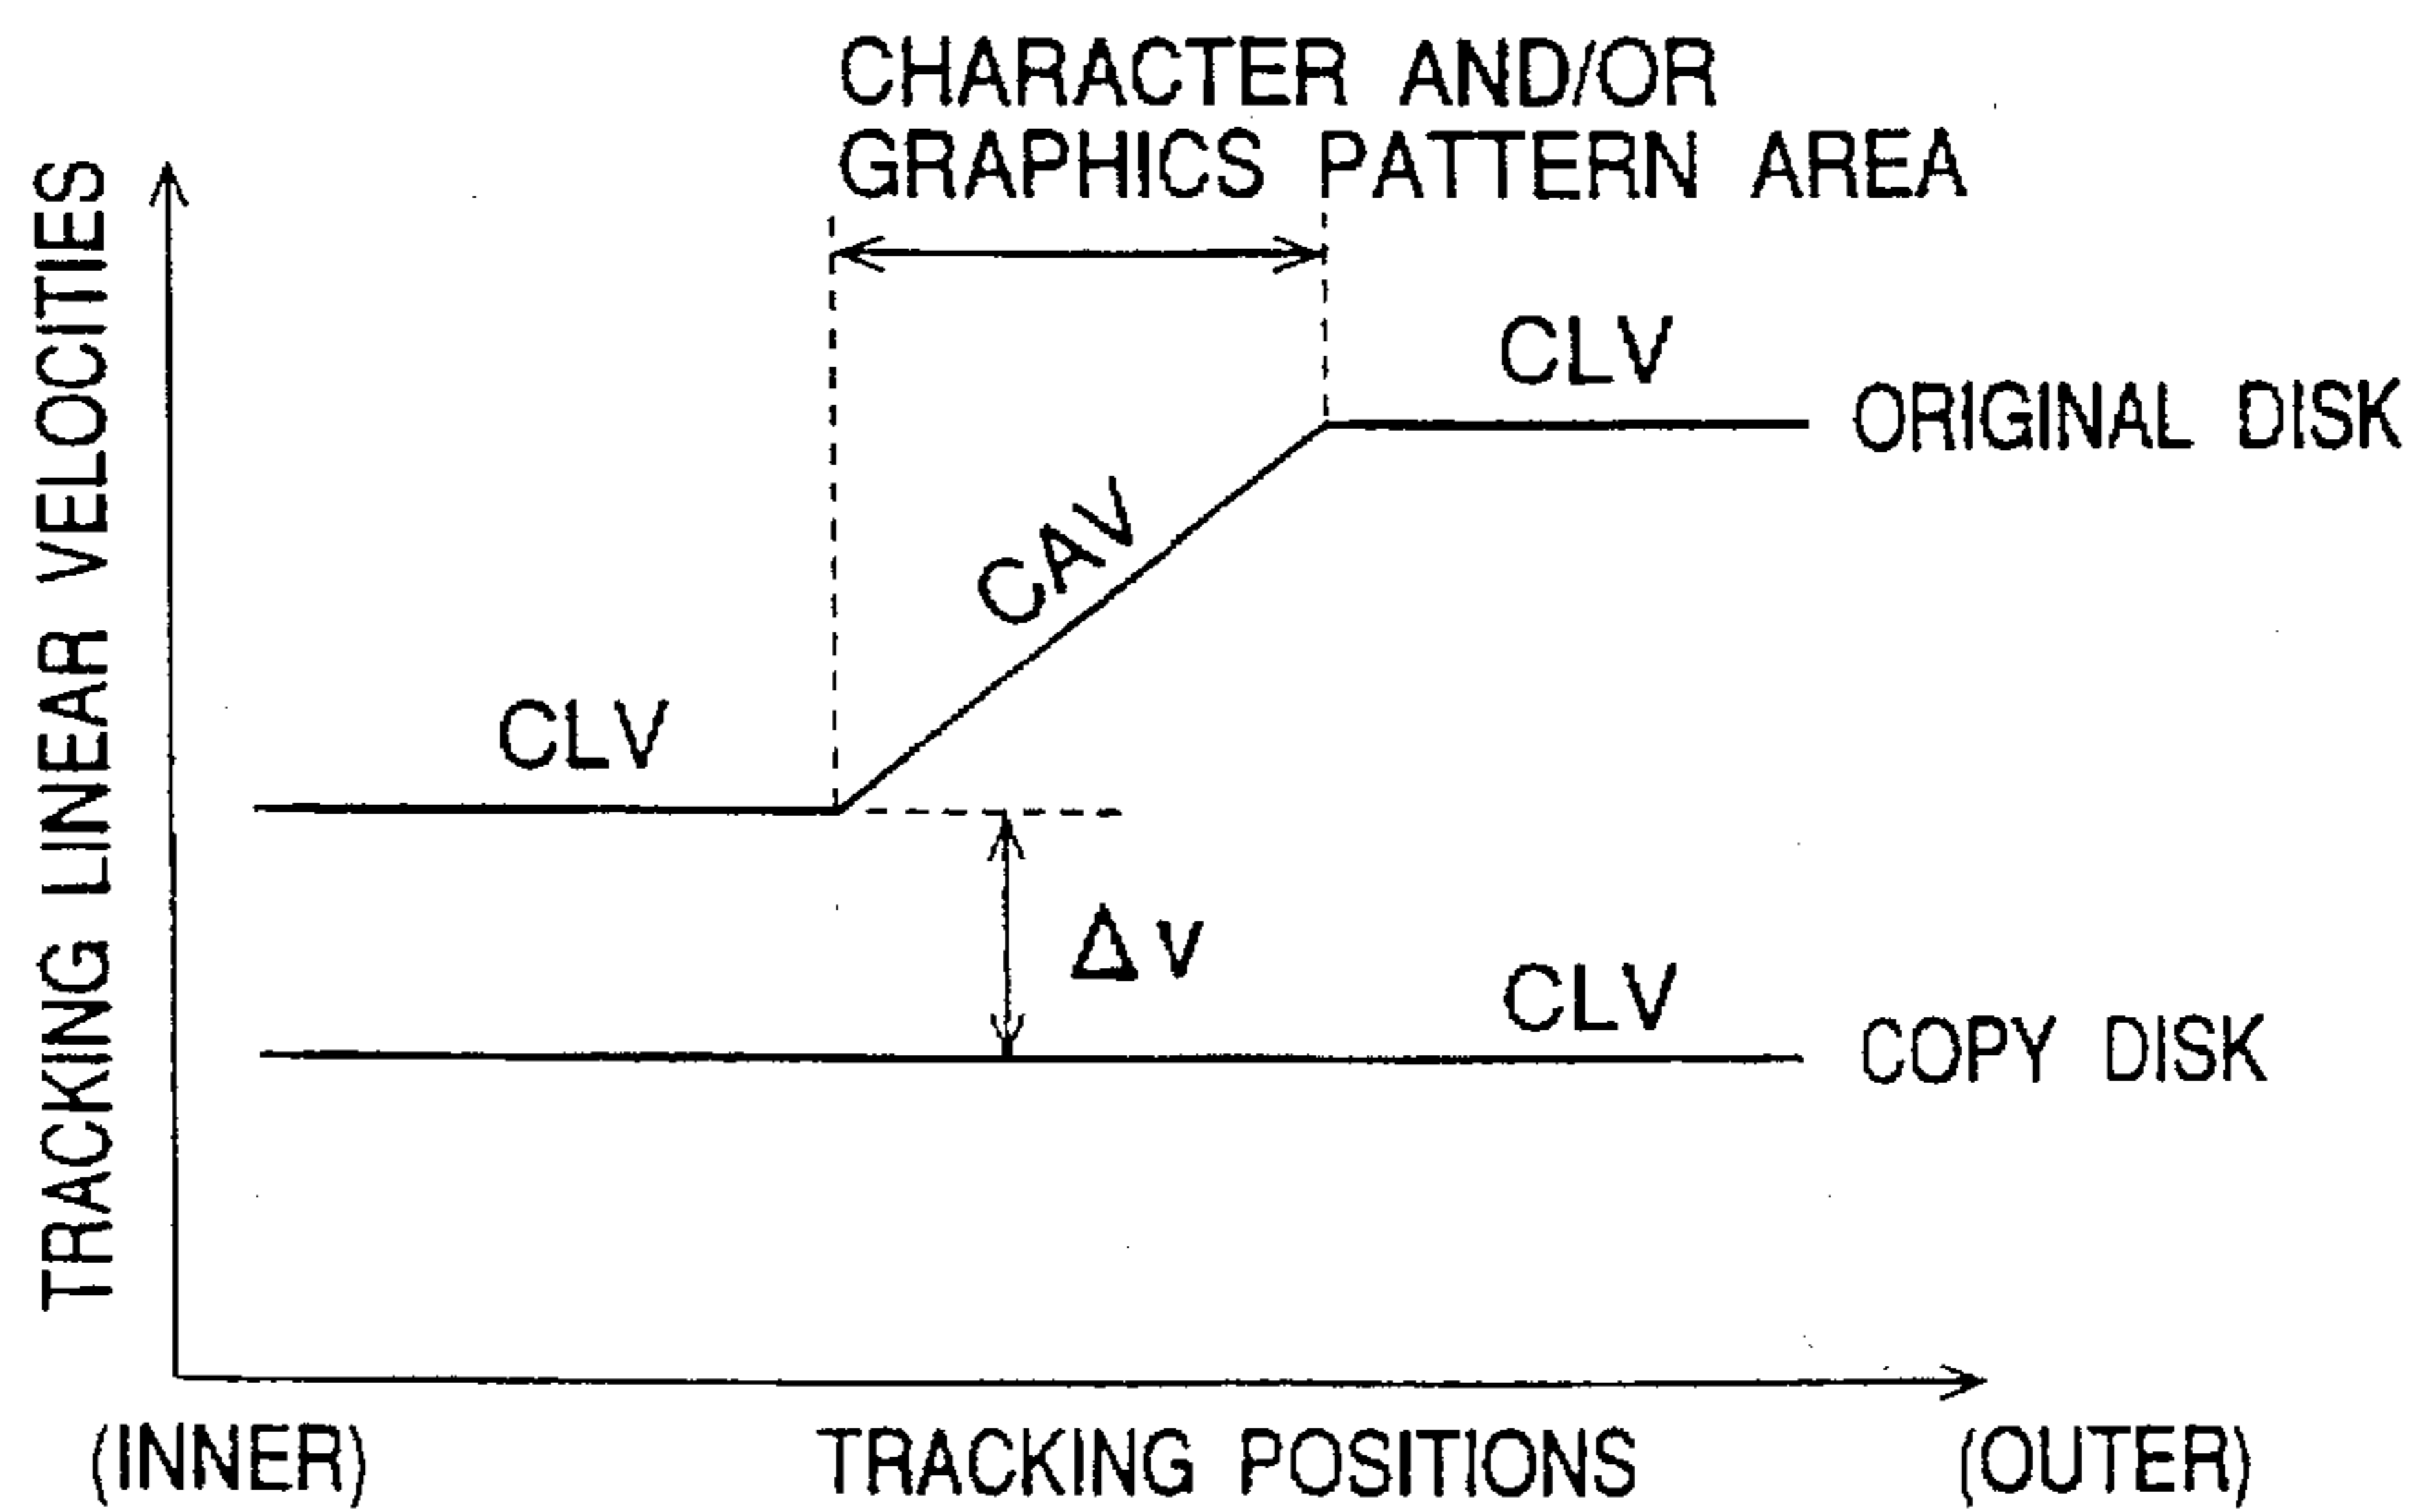 CHARACTER AND/OR
GRAPHICS PATTERN AREA
TRACKING LINEAR VELOCITIES
CLV
ORIGINAL DISK
CAV
CLV
Δv
CLV
COPY DISK
(INNER)
TRACKING POSITIONS
(OUTER)